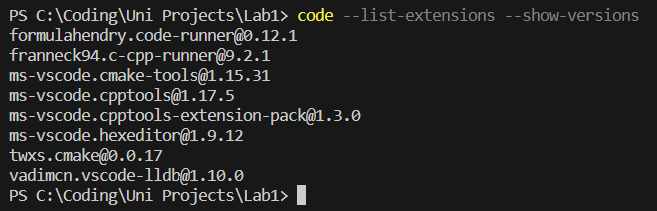 PS C:\Coding\Uni Projects\Lab1> code --list-extensions --show-versions
formulahendry.code-runner@0.12.1
franneck94.c-cpp-runner@9.2.1
ms-vscode.cmake-tools@1.15.31
ms-vscode.cpptools@1.17.5
ms-vscode.cpptools-extension-pack@1.3.0
ms-vscode.hexeditor@1.9.12
twxs.cmake@0.0.17
vadimcn.vscode-lldb@1.10.0
PS C:\Coding\Uni Projects\Lab1>